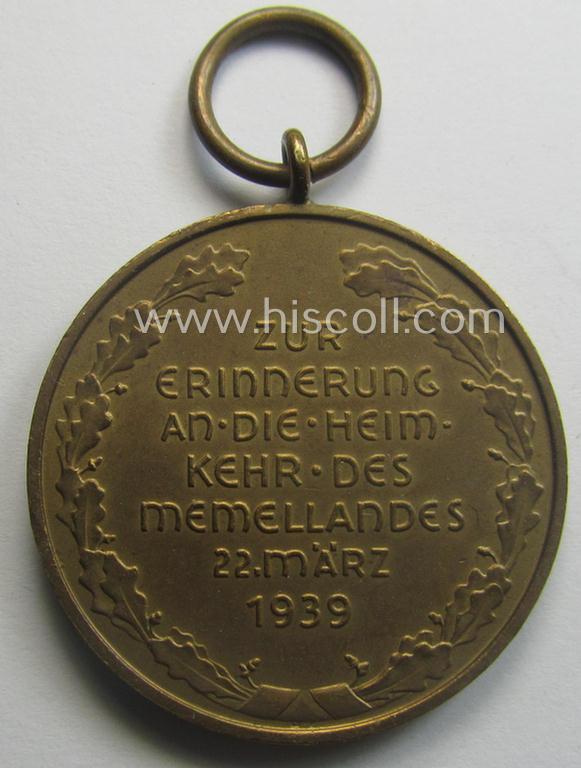 www.hiscoll.com
ZUR
ERINNERUNG
AN·DIE·HEIM-
KEHR·DES
MEMELLANDES
22.MÄRZ
1939